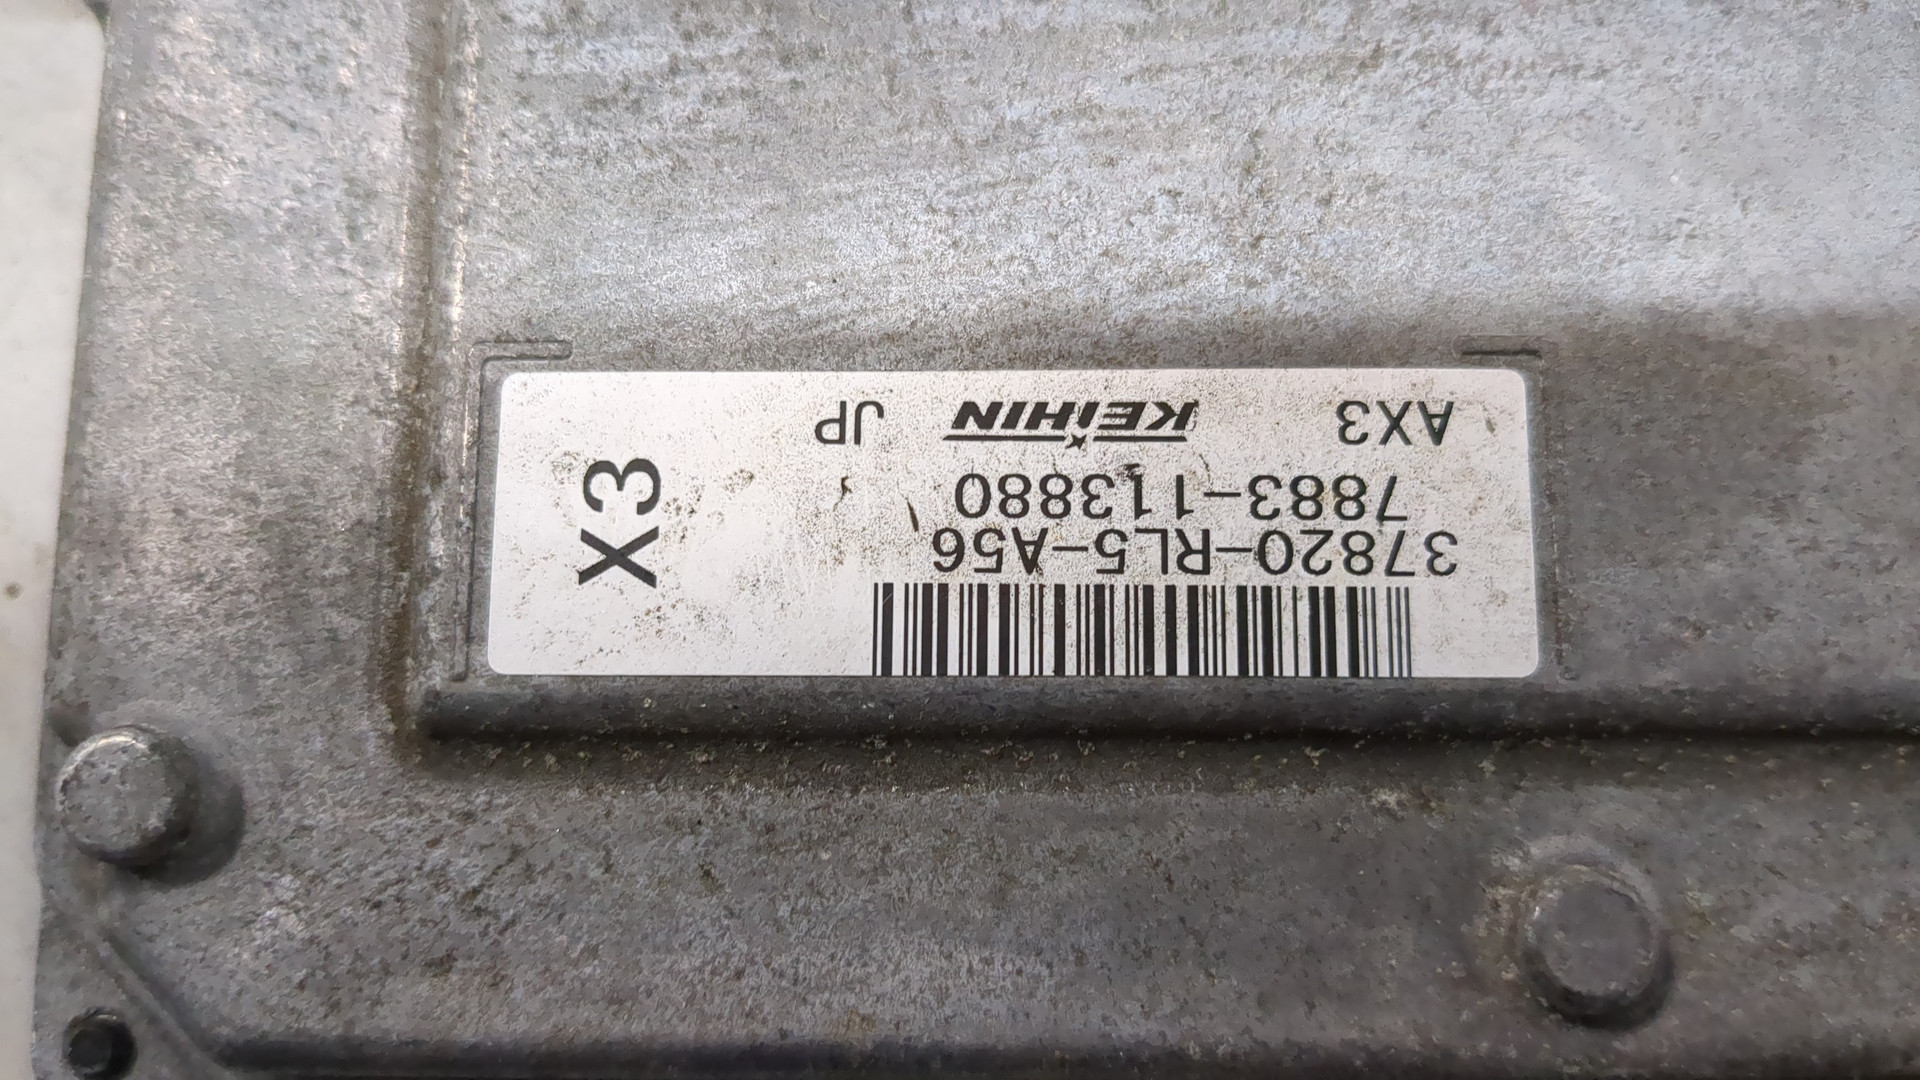 37820-RL5-A56
7883-113880
AX3 KEIHIN JP
X3